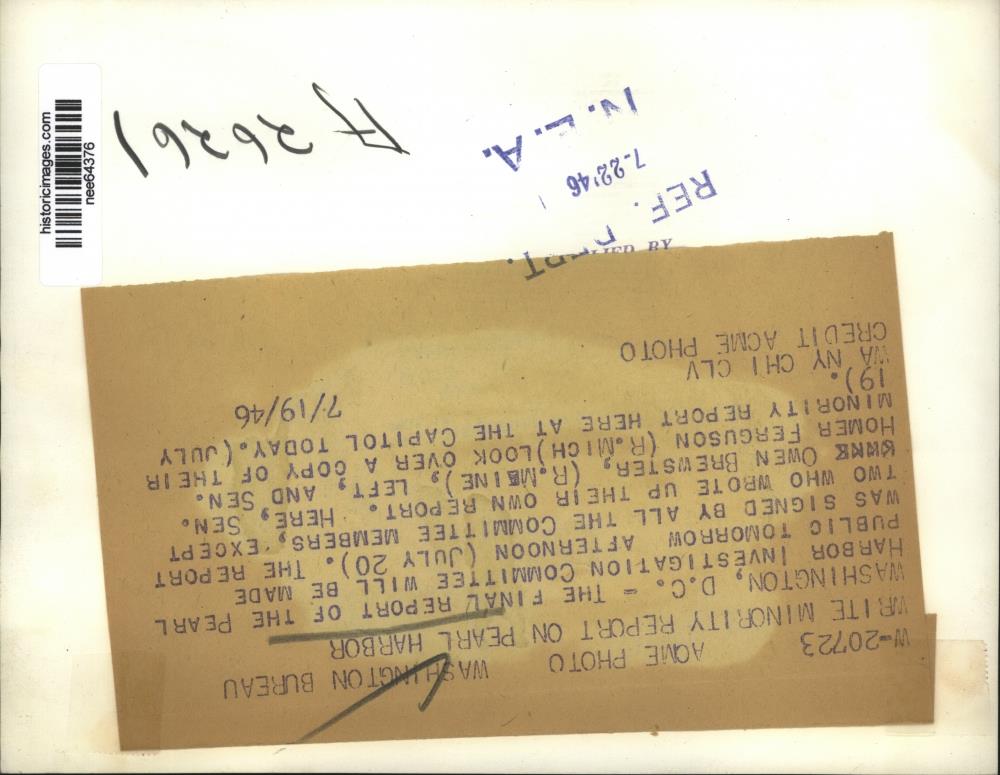 historicimages.com
nee64376
A 26261
N.E.A.
7-22'46
REF. DEPT.
BY
W-20723 ACME PHOTO WASHINGTON BUREAU
WRITE MINORITY REPORT ON PEARL HARBOR
WASHINGTON, D.C. - THE FINAL REPORT OF THE PEARL
HARBOR INVESTIGATION COMMITTEE WILL BE MADE
PUBLIC TOMORROW AFTERNOON (JULY 20). THE REPORT
WAS SIGNED BY ALL THE COMMITTEE MEMBERS, EXCEPT
TWO WHO WROTE UP THEIR OWN REPORT. HERE, SEN.
OWEN BREWSTER, (R.MEINE), LEFT, AND SEN.
HOMER FERGUSON (R.MICH) LOOK OVER A COPY OF THEIR
MINORITY REPORT HERE AT THE CAPITOL TODAY. (JULY
19). 7/19/46
WA NY CHI CLV
CREDIT ACME PHOTO